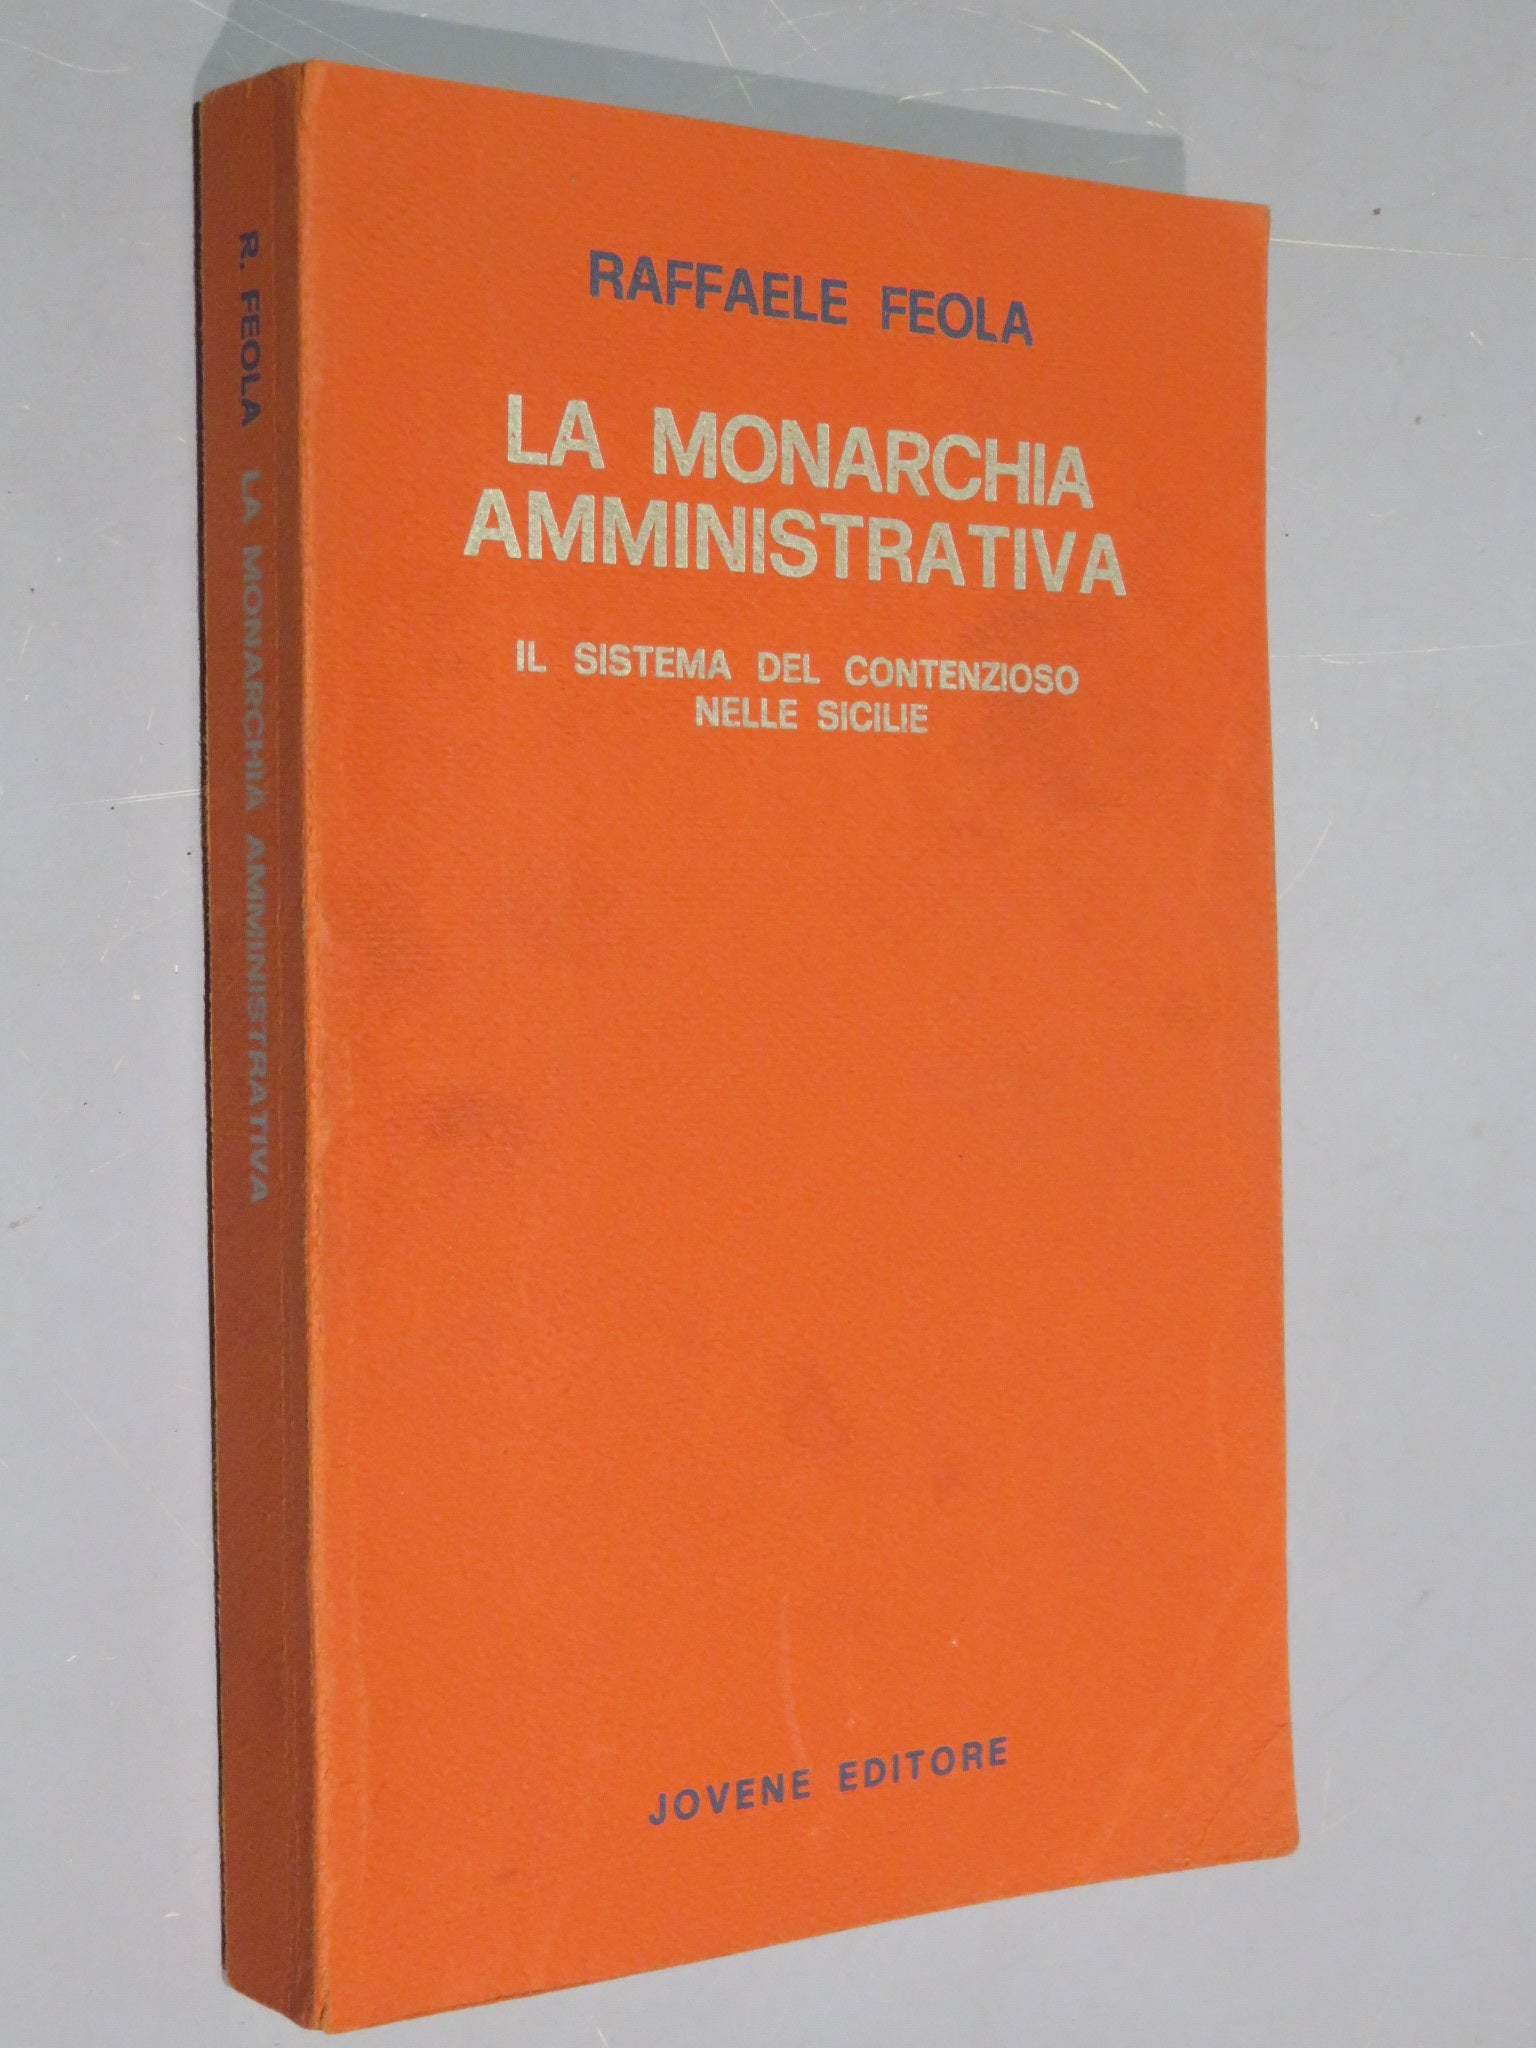 RAFFAELE FEOLA
LA MONARCHIA
AMMINISTRATIVA
IL SISTEMA DEL CONTENZIOSO
NELLE SICILIE
JOVENE EDITORE
R. FEOLA LA MONARCHIA AMMINISTRATIVA